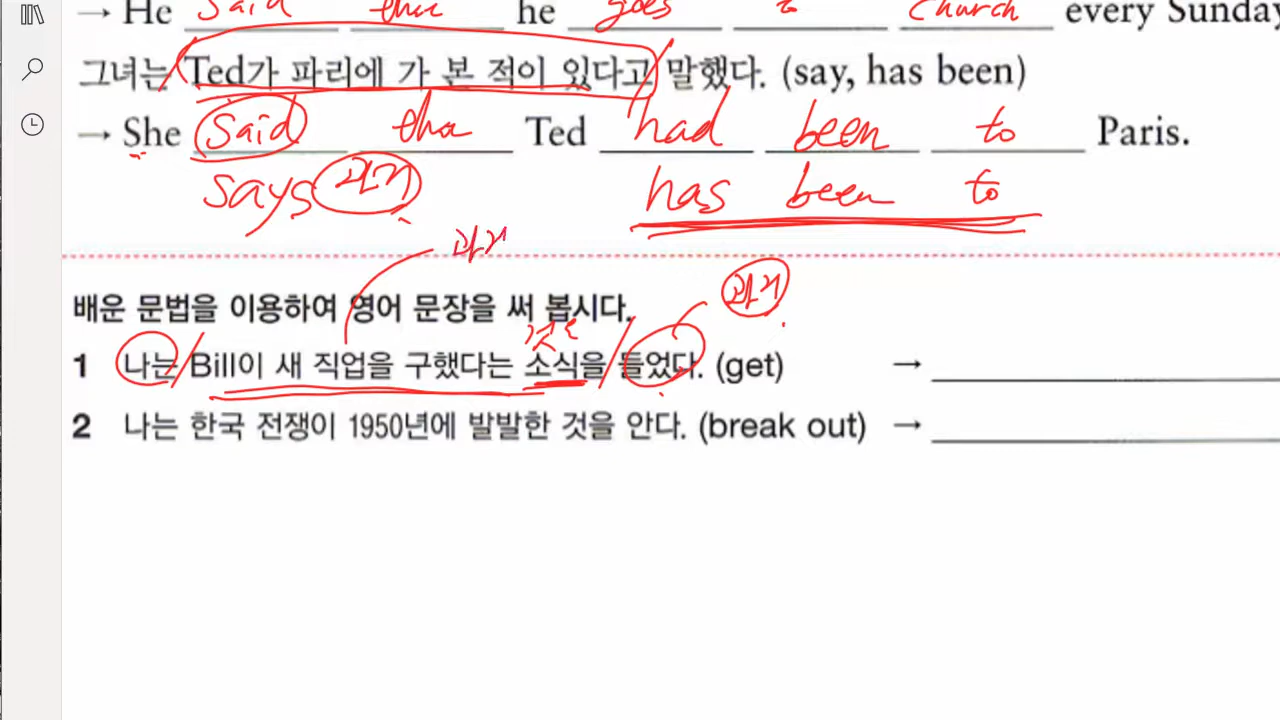 → He said that he goes to church every Sunday
그녀는 Ted가 파리에 가 본 적이 있다고 말했다. (say, has been)
→ She said tha Ted had been to Paris.
says 과거 has been to
과거
과거
배운 문법을 이용하여 영어 문장을 써 봅시다.
1 나는 Bill이 새 직업을 구했다는 소식을 들었다. (get) →
2 나는 한국 전쟁이 1950년에 발발한 것을 안다. (break out) →